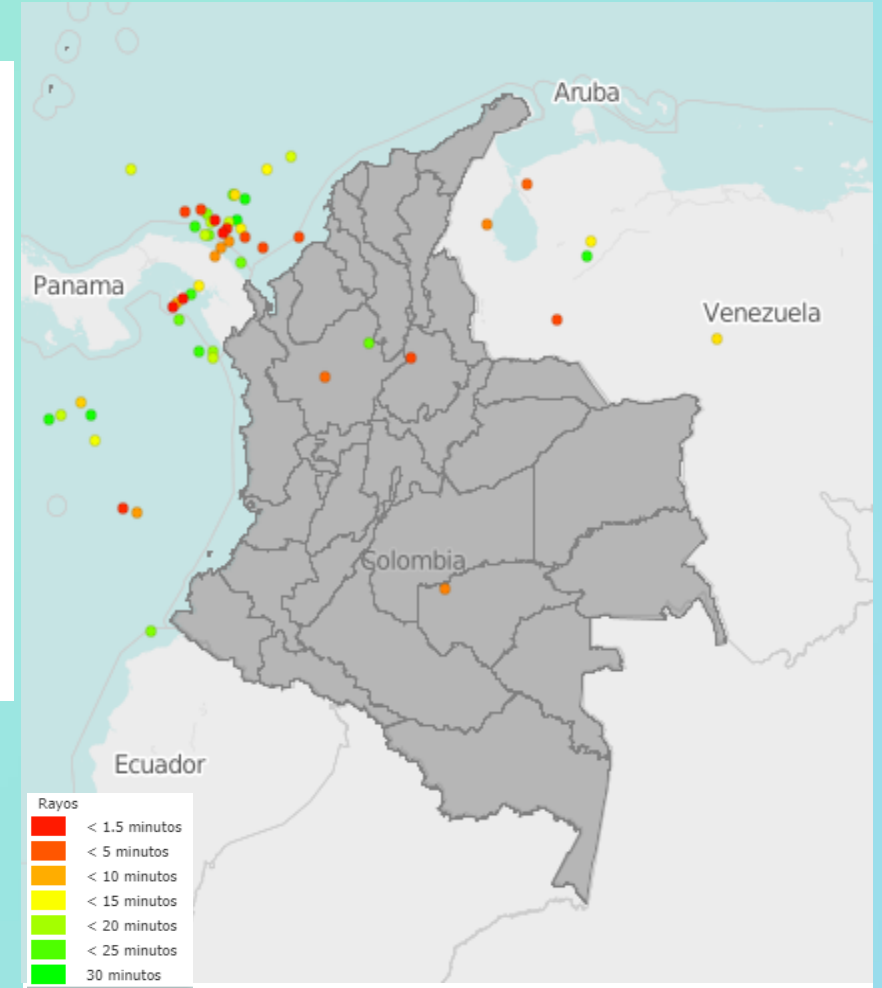 Aruba
Panama
Venezuela
Colombia
Ecuador
Rayos
< 1.5 minutos
< 5 minutos
< 10 minutos
< 15 minutos
< 20 minutos
< 25 minutos
30 minutos